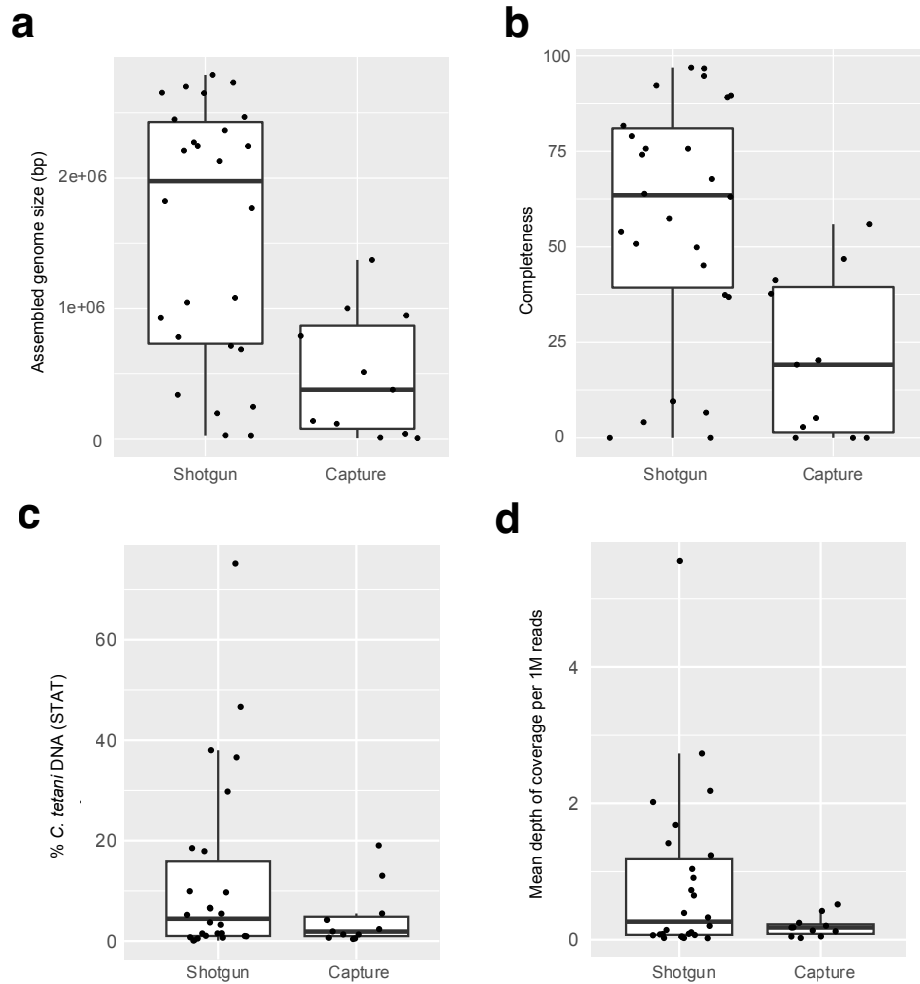 a
Assembled genome size (bp)
2e+06
1e+06
0
Shotgun
Capture
b
Completeness
100
75
50
25
0
Shotgun
Capture
c
% C. tetani DNA (STAT)
60
40
20
0
Shotgun
Capture
d
Mean depth of coverage per 1M reads
4
2
0
Shotgun
Capture